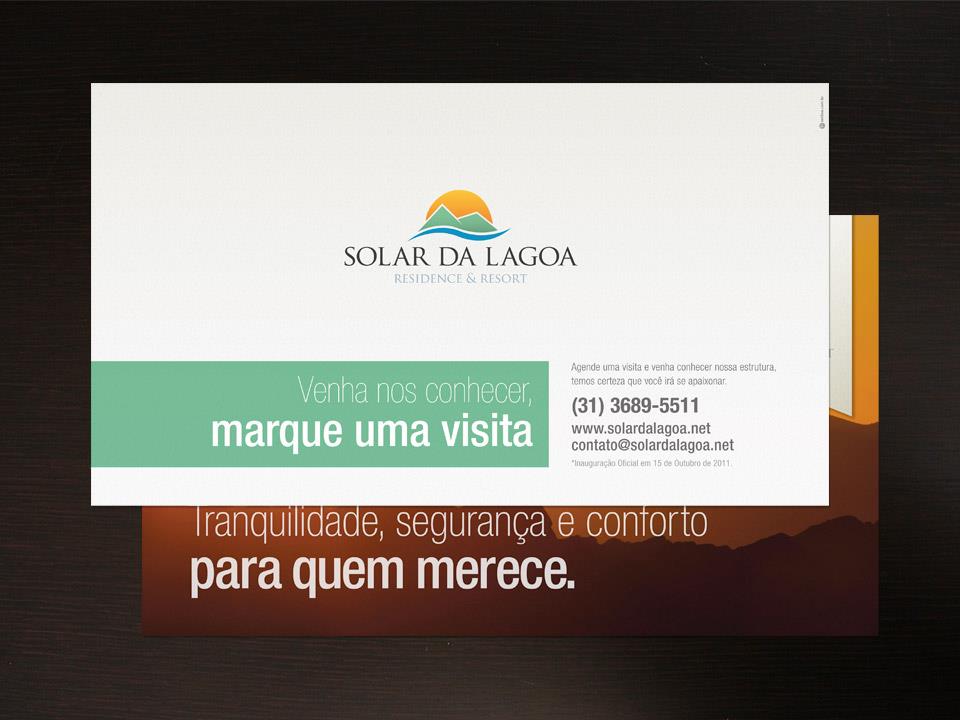 SOLAR DA LAGOA
RESIDENCE & RESORT
Venha nos conhecer,
marque uma visita
Agende uma visita e venha conhecer nossa estrutura,
temos certeza que você irá se apaixonar.
(31) 3689-5511
www.solardalagoa.net
contato@solardalagoa.net
*Inauguração Oficial em 15 de Outubro de 2011.
Tranquilidade, segurança e conforto
para quem merece.